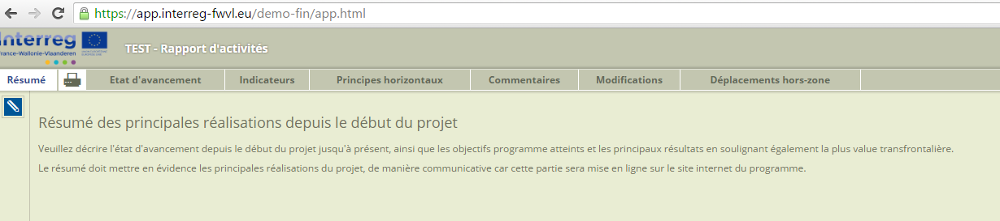 https://app.interreg-fwvl.eu/demo-fin/app.html
Interreg
France-Wallonie-Vlaanderen
TEST - Rapport d'activités
Résumé Etat d'avancement Indicateurs Principes horizontaux Commentaires Modifications Déplacements hors-zone
Résumé des principales réalisations depuis le début du projet
Veuillez décrire l'état d'avancement depuis le début du projet jusqu'à présent, ainsi que les objectifs programme atteints et les principaux résultats en soulignant également la plus value transfrontalière.
Le résumé doit mettre en évidence les principales réalisations du projet, de manière communicative car cette partie sera mise en ligne sur le site internet du programme.